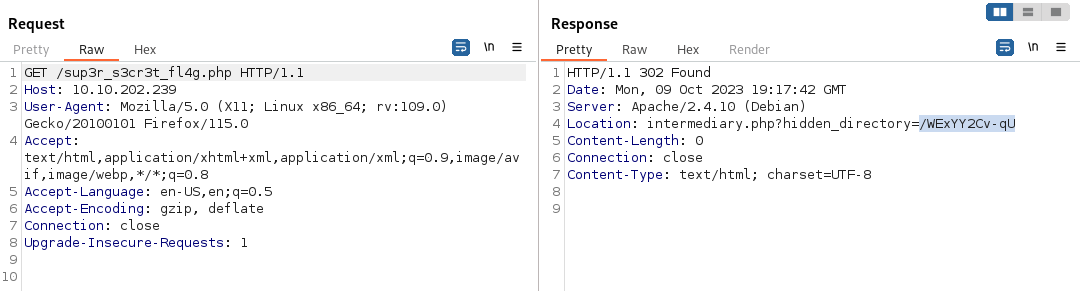 Request
Pretty Raw Hex \n
1 GET /sup3r_s3cr3t_fl4g.php HTTP/1.1
2 Host: 10.10.202.239
3 User-Agent: Mozilla/5.0 (X11; Linux x86_64; rv:109.0)
Gecko/20100101 Firefox/115.0
4 Accept:
text/html,application/xhtml+xml,application/xml;q=0.9,image/av
if,image/webp,*/*;q=0.8
5 Accept-Language: en-US,en;q=0.5
6 Accept-Encoding: gzip, deflate
7 Connection: close
8 Upgrade-Insecure-Requests: 1
9
10
Response
Pretty Raw Hex Render \n
1 HTTP/1.1 302 Found
2 Date: Mon, 09 Oct 2023 19:17:42 GMT
3 Server: Apache/2.4.10 (Debian)
4 Location: intermediary.php?hidden_directory=/WExYY2Cv-qU
5 Content-Length: 0
6 Connection: close
7 Content-Type: text/html; charset=UTF-8
8
9